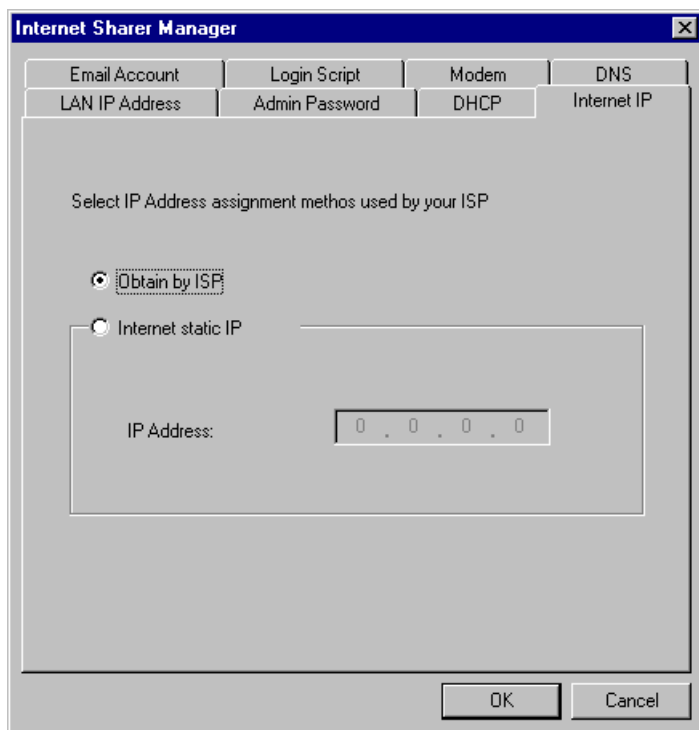 Internet Sharer Manager
Email Account Login Script Modem DNS
LAN IP Address Admin Password DHCP Internet IP
Select IP Address assignment methos used by your ISP
Obtain by ISP
Internet static IP
IP Address: 0 . 0 . 0 . 0
OK Cancel